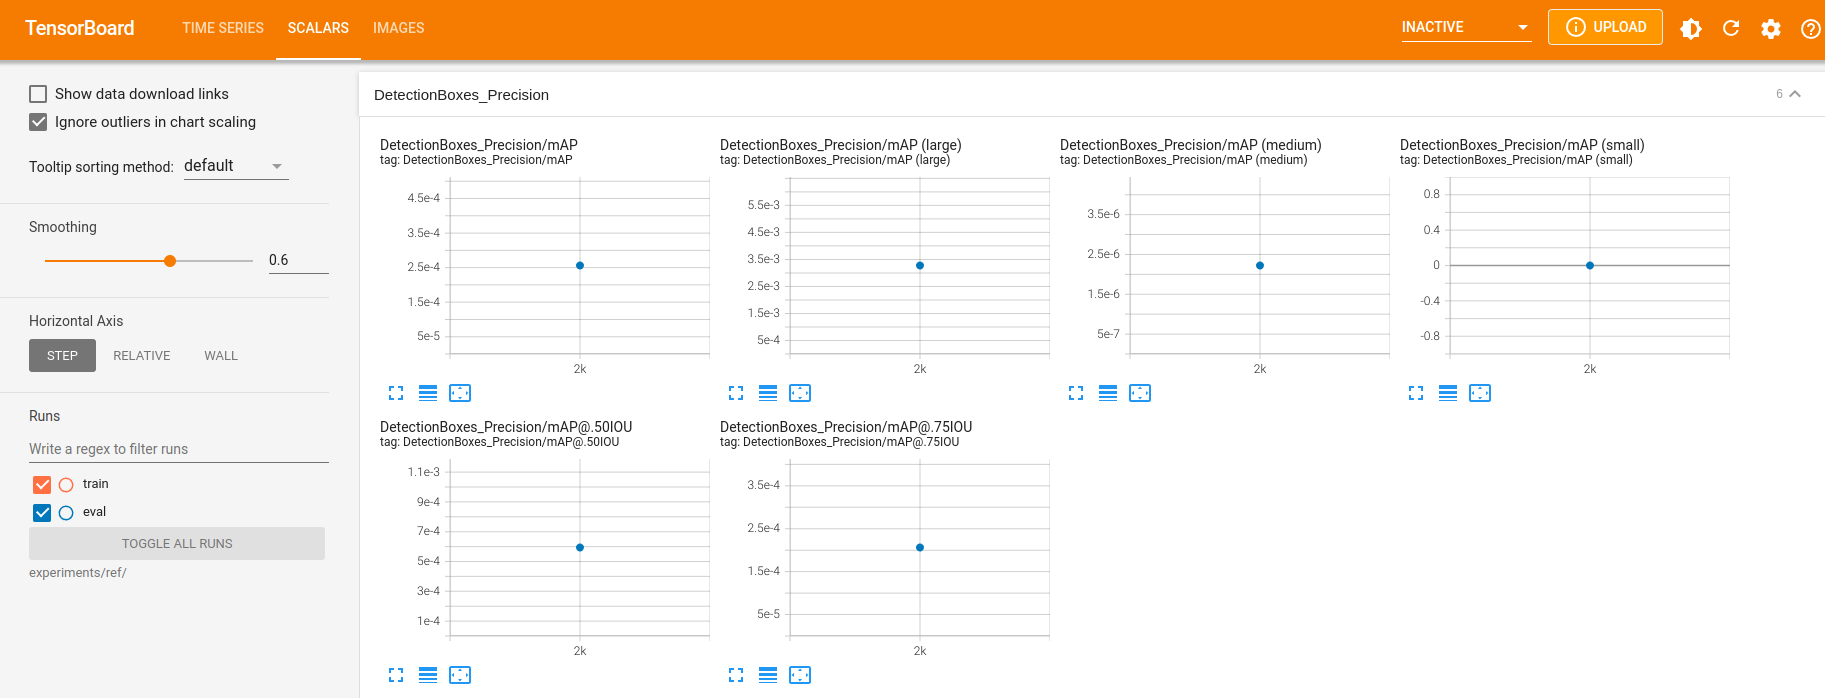 TensorBoard
TIME SERIES
SCALARS
IMAGES
INACTIVE
UPLOAD
Show data download links
Ignore outliers in chart scaling
Tooltip sorting method: default
Smoothing
0.6
Horizontal Axis
STEP
RELATIVE
WALL
Runs
Write a regex to filter runs
train
eval
TOGGLE ALL RUNS
experiments/ref/
DetectionBoxes_Precision
6
DetectionBoxes_Precision/mAP
tag: DetectionBoxes_Precision/mAP
4.5e-4
3.5e-4
2.5e-4
1.5e-4
5e-5
2k
DetectionBoxes_Precision/mAP (large)
tag: DetectionBoxes_Precision/mAP (large)
5.5e-3
4.5e-3
3.5e-3
2.5e-3
1.5e-3
5e-4
2k
DetectionBoxes_Precision/mAP (medium)
tag: DetectionBoxes_Precision/mAP (medium)
3.5e-6
2.5e-6
1.5e-6
5e-7
2k
DetectionBoxes_Precision/mAP (small)
tag: DetectionBoxes_Precision/mAP (small)
0.8
0.4
0
-0.4
-0.8
2k
DetectionBoxes_Precision/mAP@.50IOU
tag: DetectionBoxes_Precision/mAP@.50IOU
1.1e-3
9e-4
7e-4
5e-4
3e-4
1e-4
2k
DetectionBoxes_Precision/mAP@.75IOU
tag: DetectionBoxes_Precision/mAP@.75IOU
3.5e-4
2.5e-4
1.5e-4
5e-5
2k